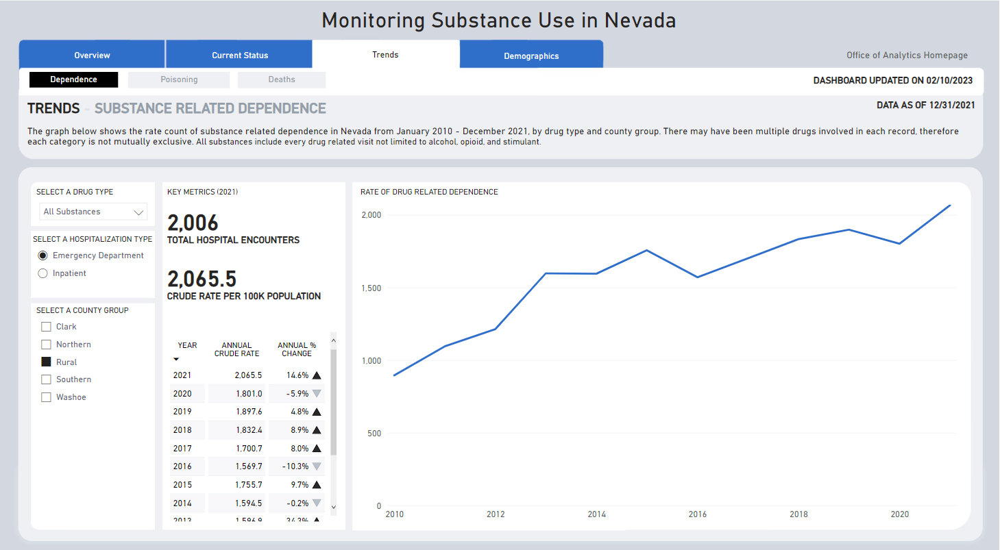 Monitoring Substance Use in Nevada
Overview
Current Status
Trends
Demographics
Office of Analytics Homepage
Dependence
Poisoning
Deaths
DASHBOARD UPDATED ON 02/10/2023
TRENDS - SUBSTANCE RELATED DEPENDENCE
DATA AS OF 12/31/2021
The graph below shows the rate count of substance related dependence in Nevada from January 2010 - December 2021, by drug type and county group. There may have been multiple drugs involved in each record, therefore
each category is not mutually exclusive. All substances include every drug related visit not limited to alcohol, opioid, and stimulant.
SELECT A DRUG TYPE
All Substances
SELECT A HOSPITALIZATION TYPE
Emergency Department
Inpatient
SELECT A COUNTY GROUP
Clark
Northern
Rural
Southern
Washoe
KEY METRICS (2021)
2,006
TOTAL HOSPITAL ENCOUNTERS
2,065.5
CRUDE RATE PER 100K POPULATION
YEAR ANNUAL CRUDE RATE ANNUAL % CHANGE
2021 2,065.5 14.6%
2020 1,801.0 -5.9%
2019 1,897.6 4.8%
2018 1,832.4 8.9%
2017 1,700.7 8.0%
2016 1,569.7 -10.3%
2015 1,755.7 9.7%
2014 1,594.5 -0.2%
RATE OF DRUG RELATED DEPENDENCE
2,000
1,500
1,000
500
0
2010 2012 2014 2016 2018 2020